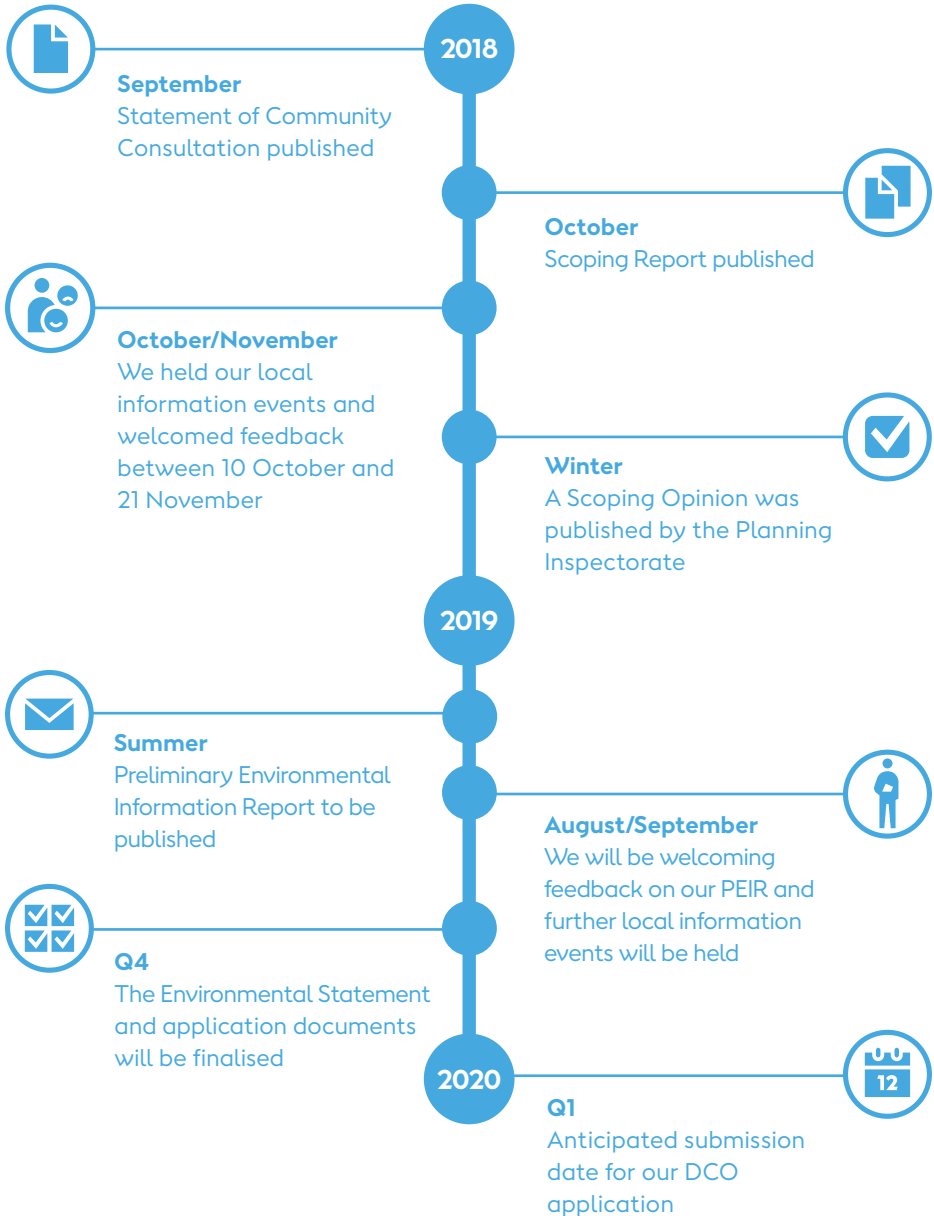 2018
September
Statement of Community
Consultation published
October
Scoping Report published
October/November
We held our local
information events and
welcomed feedback
between 10 October and
21 November
Winter
A Scoping Opinion was
published by the Planning
Inspectorate
2019
Summer
Preliminary Environmental
Information Report to be
published
August/September
We will be welcoming
feedback on our PEIR and
further local information
events will be held
Q4
The Environmental Statement
and application documents
will be finalised
2020
12
Q1
Anticipated submission
date for our DCO
application